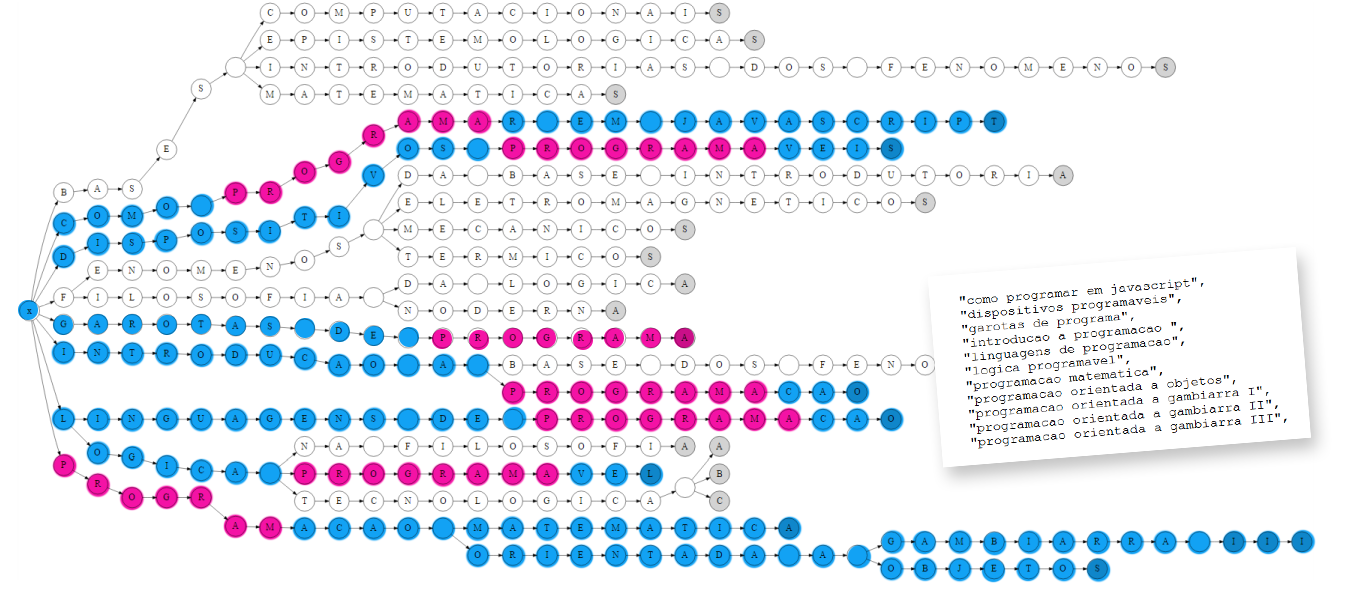 C O M P U T A C I O N A I S
E P I S T E M O L O G I C A S
I N T R O D U T O R I A S D O S F E N O M E N O S
M A T E M A T I C A S
B A S E S
C O M O P R O G R A M A R E M J A V A S C R I P T
D I S P O S I T I V O S P R O G R A M A V E I S
D A B A S E I N T R O D U T O R I A
E L E T R O M A G N E T I C O S
M E C A N I C O S
T E R M I C O S
E N O M E N O S
F I L O S O F I A D A L O G I C A
N O D E R N A
x
G A R O T A S D E P R O G R A M A
I N T R O D U C A O A B A S E D O S F E N O
P R O G R A M A C A O
L I N G U A G E N S D E P R O G R A M A C A O
N A F I L O S O F I A
O G I C A P R O G R A M A V E L
T E C N O L O G I C A A
B
C
P R O G R A M A C A O M A T E M A T I C A
O R I E N T A D A A G A M B I A R R A I I I
O B J E T O S
"como programar em javascript",
"dispositivos programaveis",
"garotas de programa",
"introducao a programacao ",
"linguagens de programacao",
"logica programavel",
"programacao matematica",
"programacao orientada a objetos",
"programacao orientada a gambiarra I",
"programacao orientada a gambiarra II",
"programacao orientada a gambiarra III",